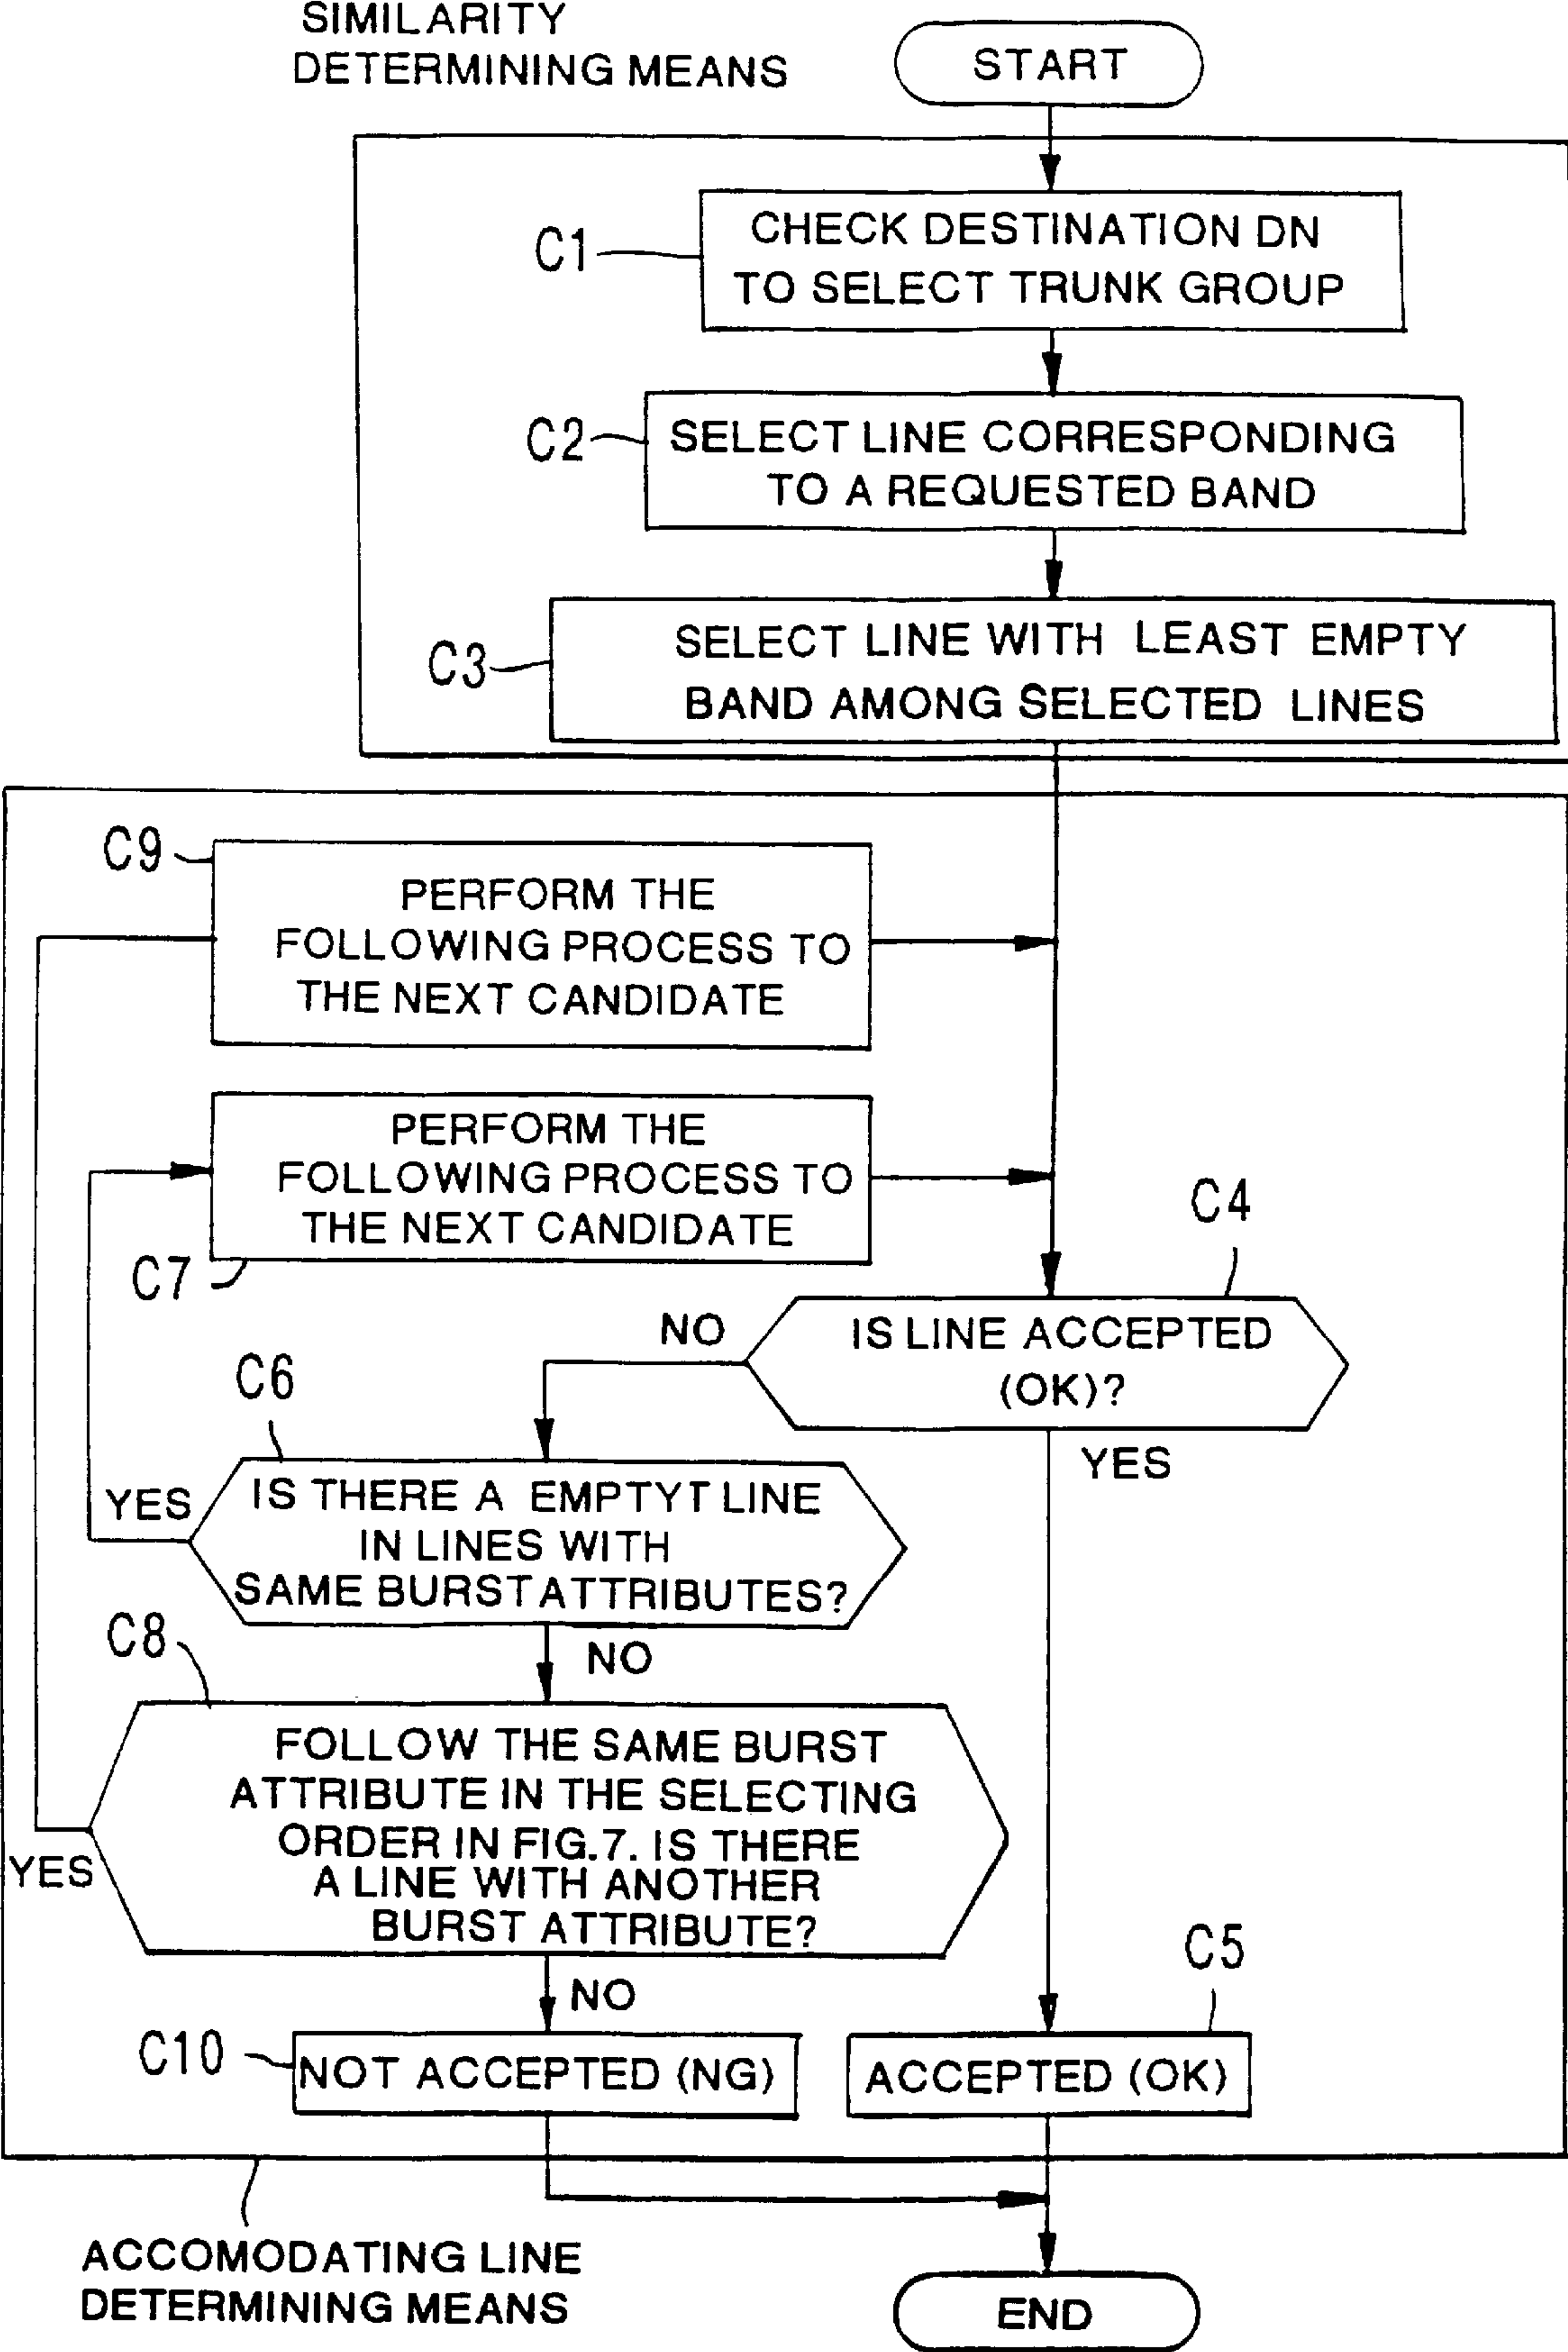 SIMILARITY
DETERMINING MEANS
START
C1
CHECK DESTINATION DN
TO SELECT TRUNK GROUP
C2
SELECT LINE CORRESPONDING
TO A REQUESTED BAND
C3
SELECT LINE WITH LEAST EMPTY
BAND AMONG SELECTED LINES
C9
PERFORM THE
FOLLOWING PROCESS TO
THE NEXT CANDIDATE
PERFORM THE
FOLLOWING PROCESS TO
THE NEXT CANDIDATE
C7
C4
NO
IS LINE ACCEPTED
(OK)?
YES
C6
YES
IS THERE A EMPTYT LINE
IN LINES WITH
SAME BURST ATTRIBUTES?
NO
C8
FOLLOW THE SAME BURST
ATTRIBUTE IN THE SELECTING
ORDER IN FIG.7. IS THERE
A LINE WITH ANOTHER
BURST ATTRIBUTE?
YES
NO
C5
C10
NOT ACCEPTED (NG)
ACCEPTED (OK)
ACCOMODATING LINE
DETERMINING MEANS
END